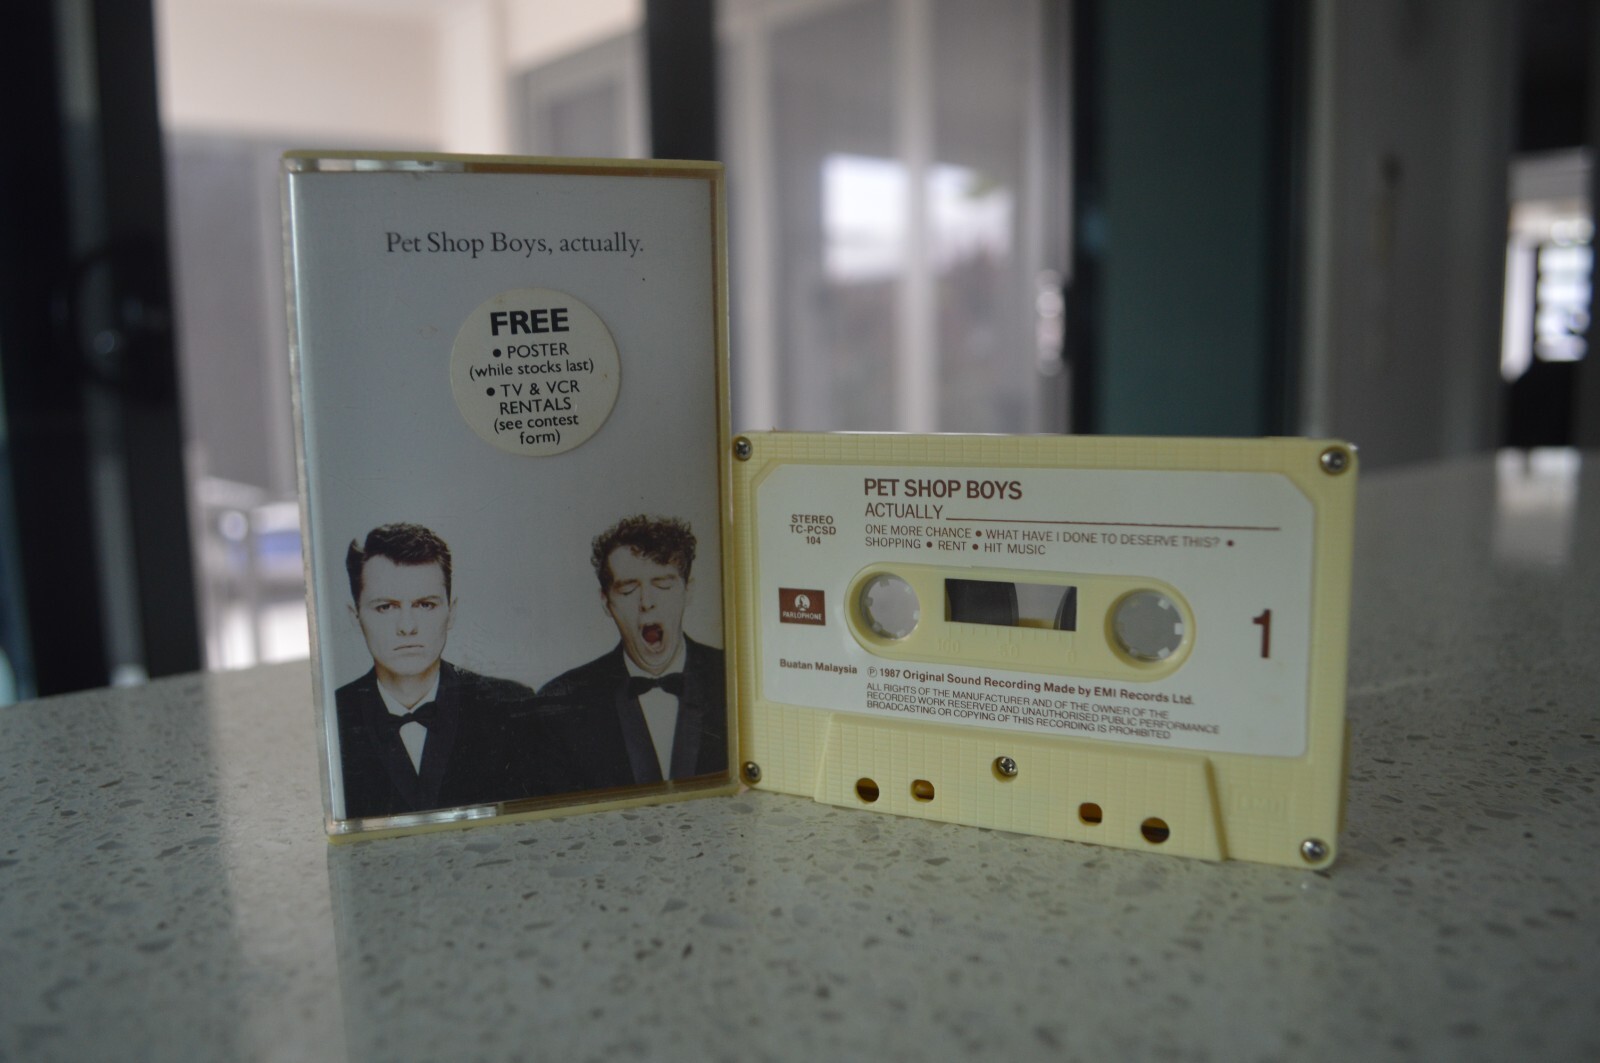 Pet Shop Boys, actually.
FREE
• POSTER
(while stocks last)
• TV & VCR
RENTALS
(see contest
form)
PET SHOP BOYS
ACTUALLY
STEREO
TC-PCSD
104
ONE MORE CHANCE • WHAT HAVE I DONE TO DESERVE THIS? •
SHOPPING • RENT • HIT MUSIC
PARLOPHONE
1
Buatan Malaysia
℗ 1987 Original Sound Recording Made by EMI Records Ltd.
ALL RIGHTS OF THE MANUFACTURER AND OF THE OWNER OF THE
RECORDED WORK RESERVED AND UNAUTHORISED PUBLIC PERFORMANCE
BROADCASTING OR COPYING OF THIS RECORDING IS PROHIBITED